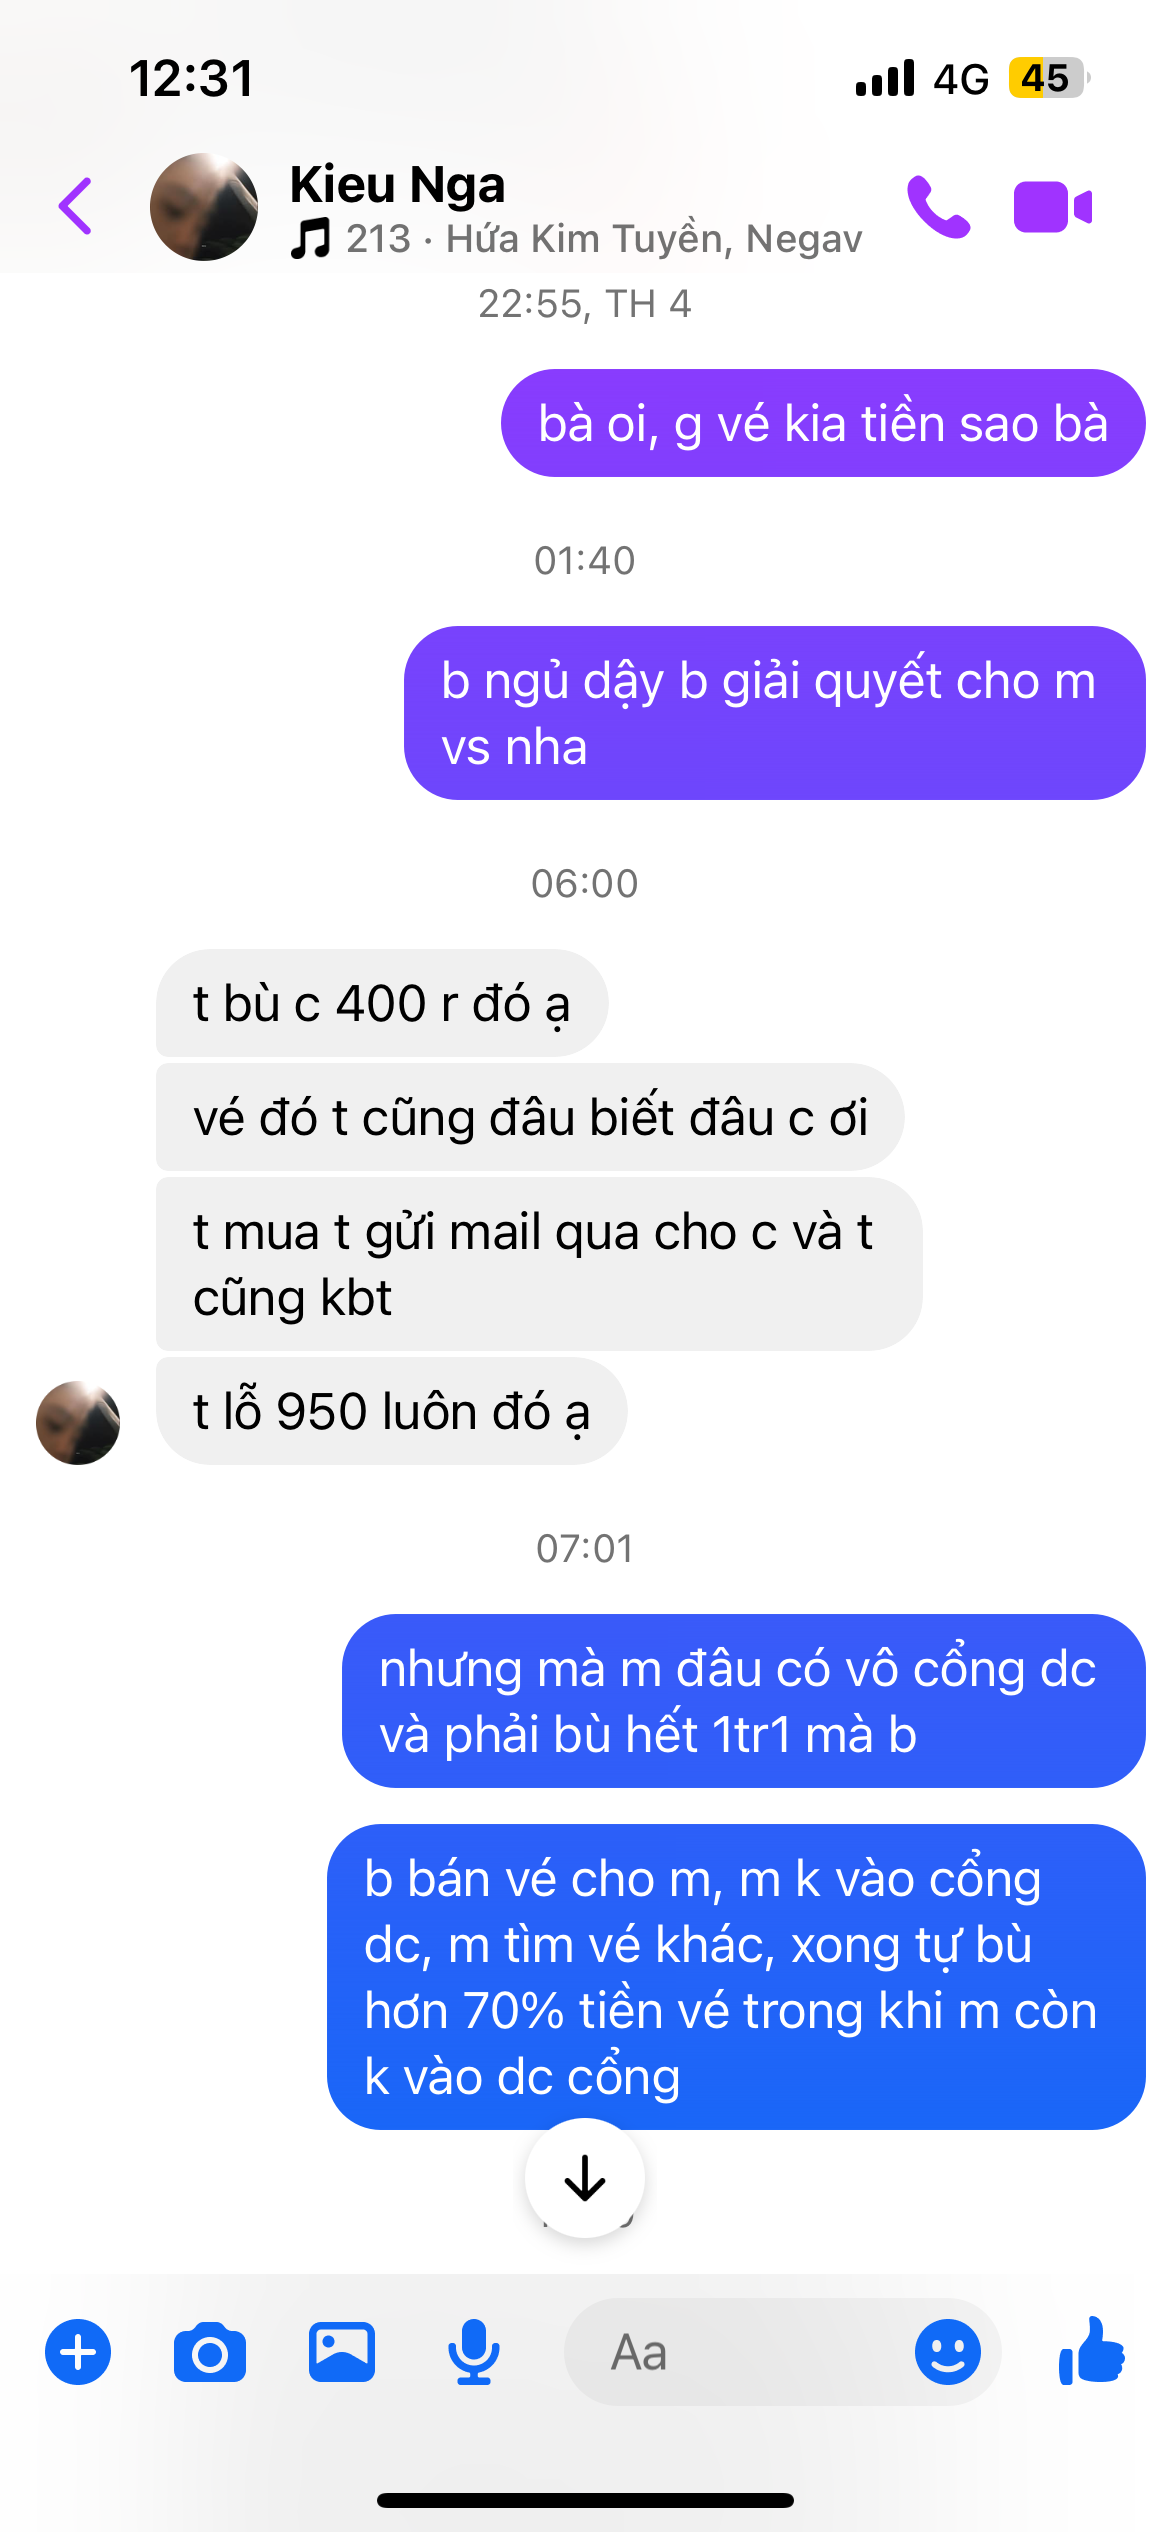 12:31
4G 45
Kieu Nga
213 · Hứa Kim Tuyền, Negav
22:55, TH 4
bà oi, g vé kia tiền sao bà
01:40
b ngủ dậy b giải quyết cho m
vs nha
06:00
t bù c 400 r đó ạ
vé đó t cũng đâu biết đâu c ơi
t mua t gửi mail qua cho c và t
cũng kbt
t lỗ 950 luôn đó ạ
07:01
nhưng mà m đâu có vô cổng dc
và phải bù hết 1tr1 mà b
b bán vé cho m, m k vào cổng
dc, m tìm vé khác, xong tự bù
hơn 70% tiền vé trong khi m còn
k vào dc cổng
Aa